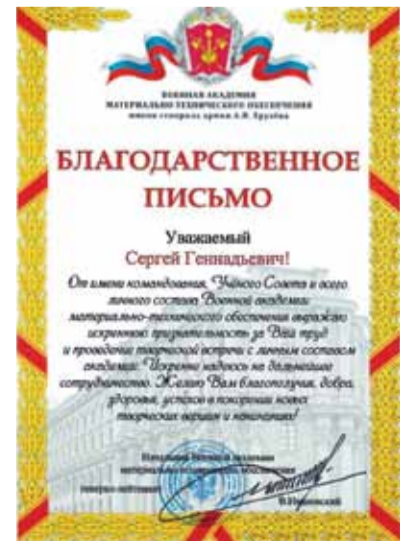 ВОЕННАЯ АКАДЕМИЯ
МАТЕРИАЛЬНО-ТЕХНИЧЕСКОГО ОБЕСПЕЧЕНИЯ
имени генерала армии А.В. Хрулёва
БЛАГОДАРСТВЕННОЕ
ПИСЬМО
Уважаемый
Сергей Геннадьевич!
От имени командования, Учёного Совета и всего
личного состава Военной академии
материально-технического обеспечения выражаю
искреннюю признательность за Ваш труд
и проведение творческой встречи с личным составом
академии. Искренне надеюсь на дальнейшее
сотрудничество. Желаю Вам благополучия, добра,
здоровья, успехов в покорении новых
творческих вершин и начинаниях!
Начальник Военной академии
материально-технического обеспечения
генерал-лейтенант